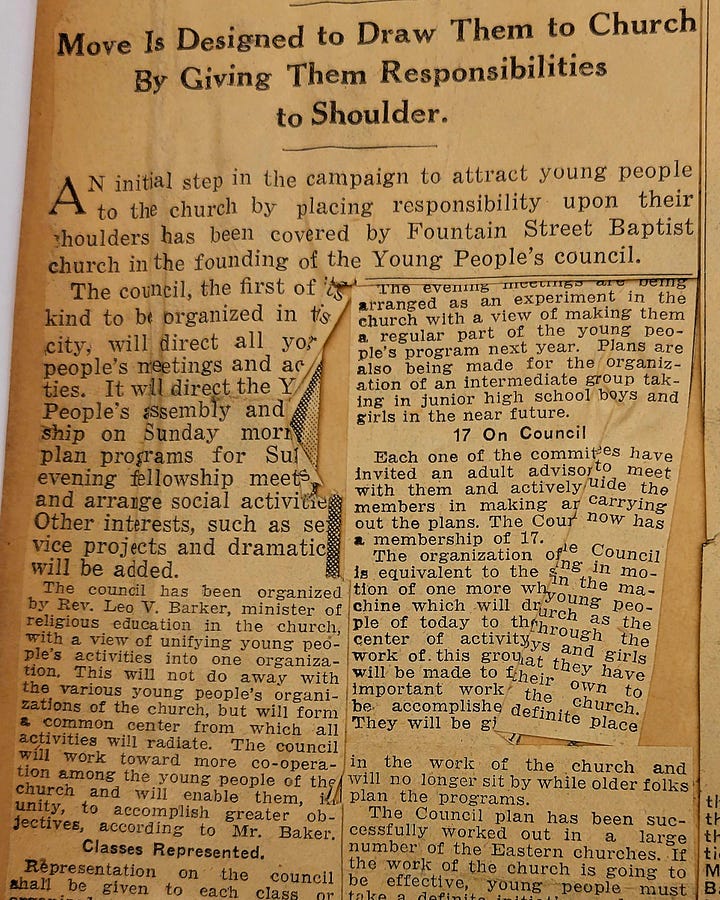 Move Is Designed to Draw Them to Church
By Giving Them Responsibilities
to Shoulder.
AN initial step in the campaign to attract young people
to the church by placing responsibility upon their
shoulders has been covered by Fountain Street Baptist
church in the founding of the Young People's council.
The council, the first of its
kind to be organized in
city, will direct all
people's meetings and
ties. It will direct the
People's assembly and
ship on Sunday
plan programs for
evening fellowship
and arrange social
Other interests, such as
vice projects and dramatic
will be added.
The council has been organized
by Rev. Leo V. Barker, minister of
religious education in the church,
with a view of unifying young peo-
ple's activities into one organiza-
tion. This will not do away with
the various young people's organi-
zations of the church, but will form
a common center from which all
activities will radiate. The council
will work toward more co-opera-
tion among the young people of the
church and will enable them, in
unity, to accomplish greater ob-
jectives, according to Mr. Baker.
Classes Represented.
Representation on the council
shall be given to each class or
The evening meetings are being
arranged as an experiment in the
church with a view of making them
a regular part of the young peo-
ple's program next year. Plans are
also being made for the organiz-
ation of an intermediate group tak-
ing in junior high school boys and
girls in the near future.
17 On Council
Each one of the committees have
invited an adult advisor to meet
with them and actively guide the
members in making and carrying
out the plans. The Council now has
a membership of 17.
The organization of the Council
is equivalent to the in mo-
tion of one more in the ma-
chine which will young peo-
ple of today to church as the
center of activity through the
work of this boys and girls
will be made to that they have
important work their own to
be the church.
They will be definite place
in the work of the church and
will no longer sit by while older folks
plan the programs.
The Council plan has been suc-
cessfully worked out in a large
number of the Eastern churches. If
the work of the church is going to
be effective, young people must
take a definite